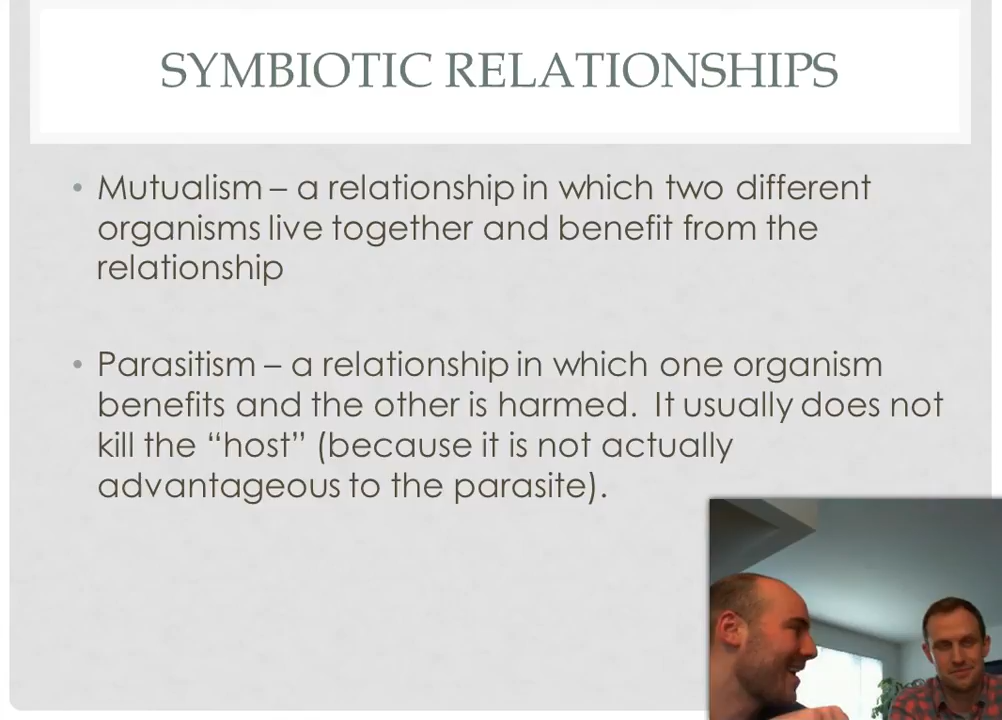 SYMBIOTIC RELATIONSHIPS
• Mutualism – a relationship in which two different
organisms live together and benefit from the
relationship
• Parasitism – a relationship in which one organism
benefits and the other is harmed.  It usually does not
kill the “host” (because it is not actually
advantageous to the parasite).